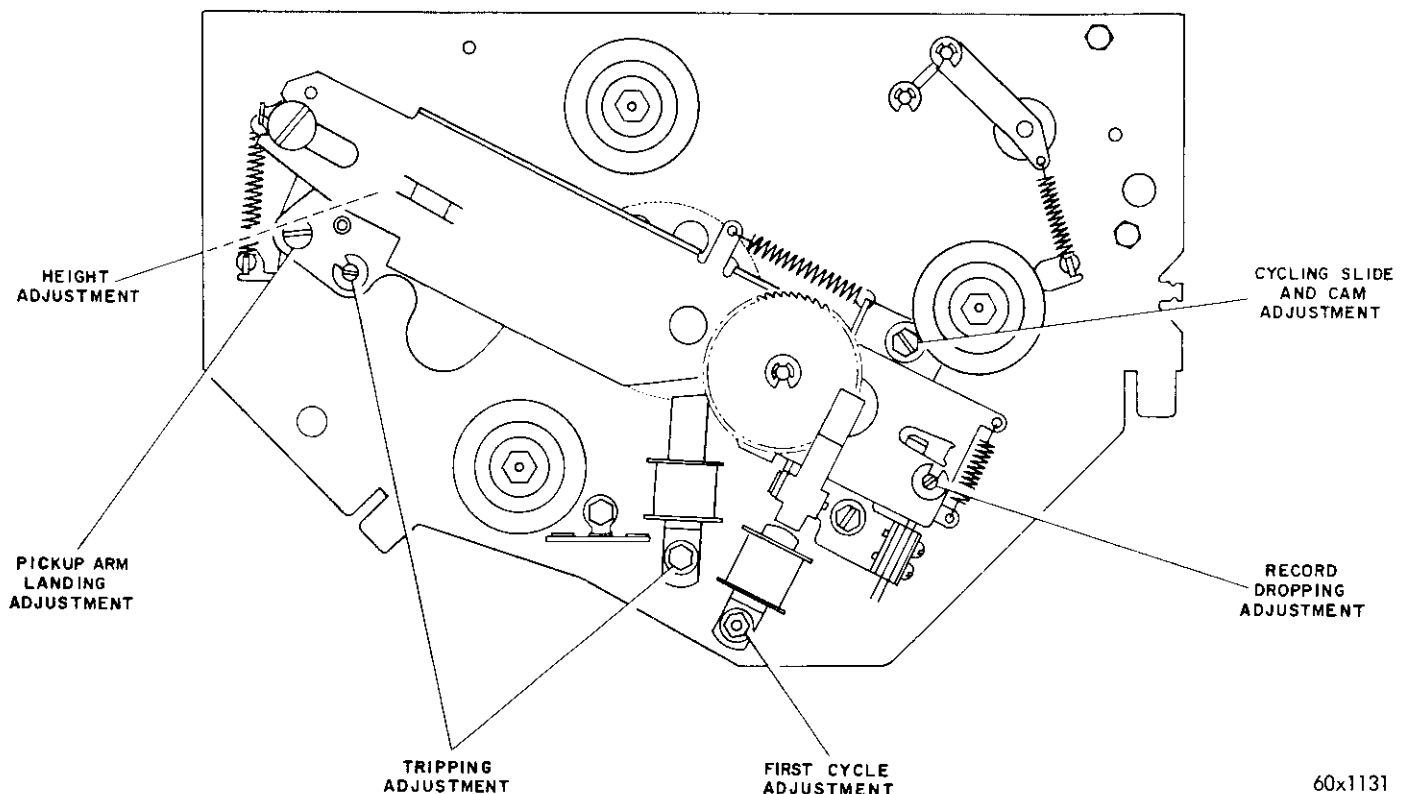 HEIGHT
ADJUSTMENT
CYCLING SLIDE
AND CAM
ADJUSTMENT
PICKUP ARM
LANDING
ADJUSTMENT
RECORD
DROPPING
ADJUSTMENT
TRIPPING
ADJUSTMENT
FIRST CYCLE
ADJUSTMENT
60x1131